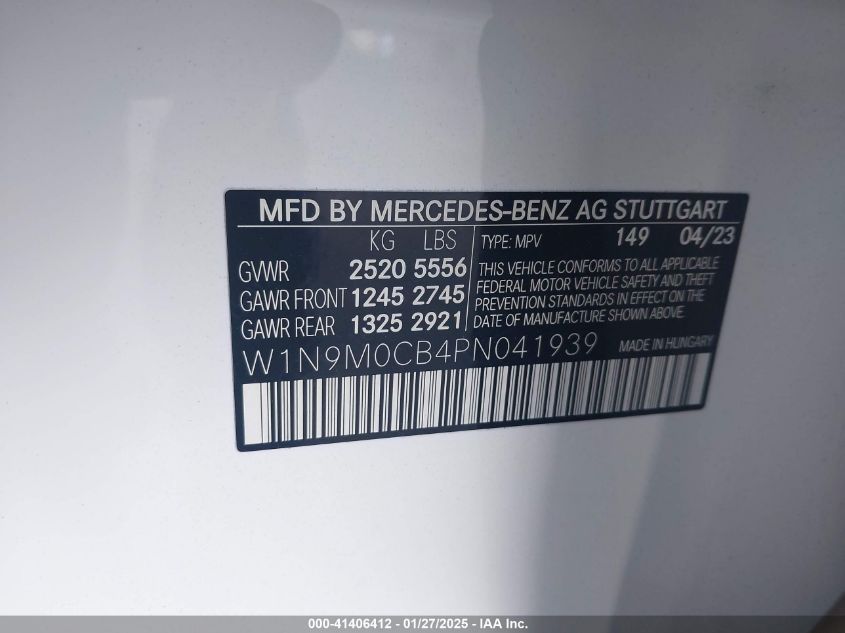 MFD BY MERCEDES-BENZ AG STUTTGART
KG LBS
GVWR 2520 5556
GAWR FRONT 1245 2745
GAWR REAR 1325 2921
TYPE: MPV 149 04/23
THIS VEHICLE CONFORMS TO ALL APPLICABLE
FEDERAL MOTOR VEHICLE SAFETY AND THEFT
PREVENTION STANDARDS IN EFFECT ON THE
DATE OF MANUFACTURE SHOWN ABOVE.
W1N9M0CB4PN041939 MADE IN HUNGARY
000-41406412 - 01/27/2025 - IAA Inc.